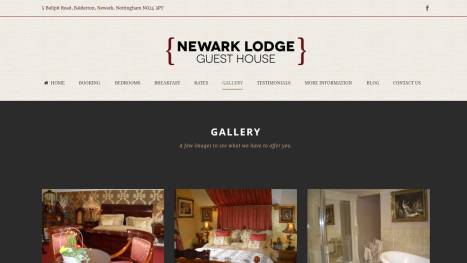 5 Bullpit Road, Balderton, Newark, Nottingham NG24 3PT
{ NEWARK LODGE }
GUEST HOUSE
HOME BOOKING BEDROOMS BREAKFAST RATES GALLERY TESTIMONIALS MORE INFORMATION BLOG CONTACT US
GALLERY
A few images to see what we have to offer you.